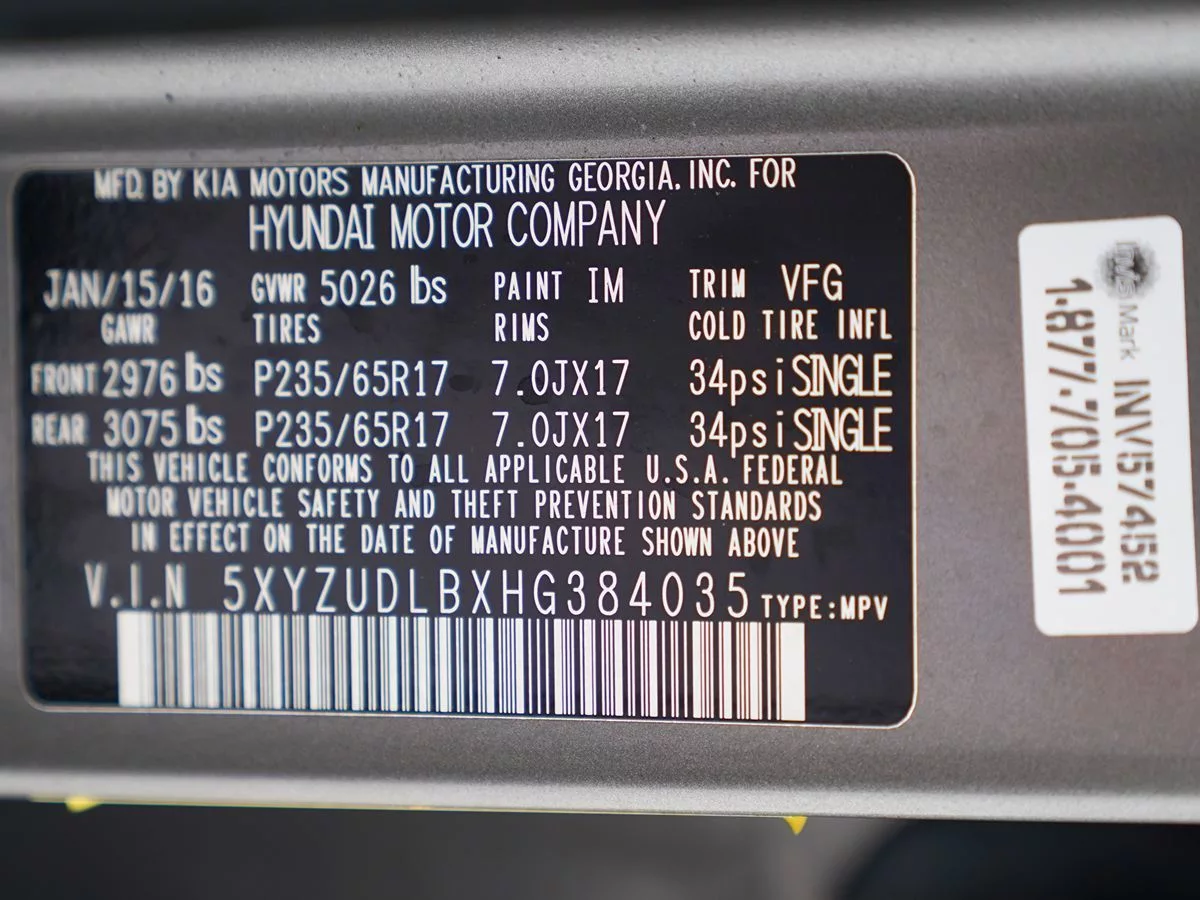 MFD. BY KIA MOTORS MANUFACTURING GEORGIA. INC. FOR
HYUNDAI MOTOR COMPANY
JAN/15/16 GVWR 5026 lbs PAINT IM TRIM VFG
GAWR TIRES RIMS COLD TIRE INFL
FRONT 2976 lbs P235/65R17 7.0JX17 34psi SINGLE
REAR 3075 lbs P235/65R17 7.0JX17 34psi SINGLE
THIS VEHICLE CONFORMS TO ALL APPLICABLE U.S.A. FEDERAL
MOTOR VEHICLE SAFETY AND THEFT PREVENTION STANDARDS
IN EFFECT ON THE DATE OF MANUFACTURE SHOWN ABOVE
V.I.N 5XYZUDLBXHG384035 TYPE:MPV
Mark INV57452
1.877.705.4001